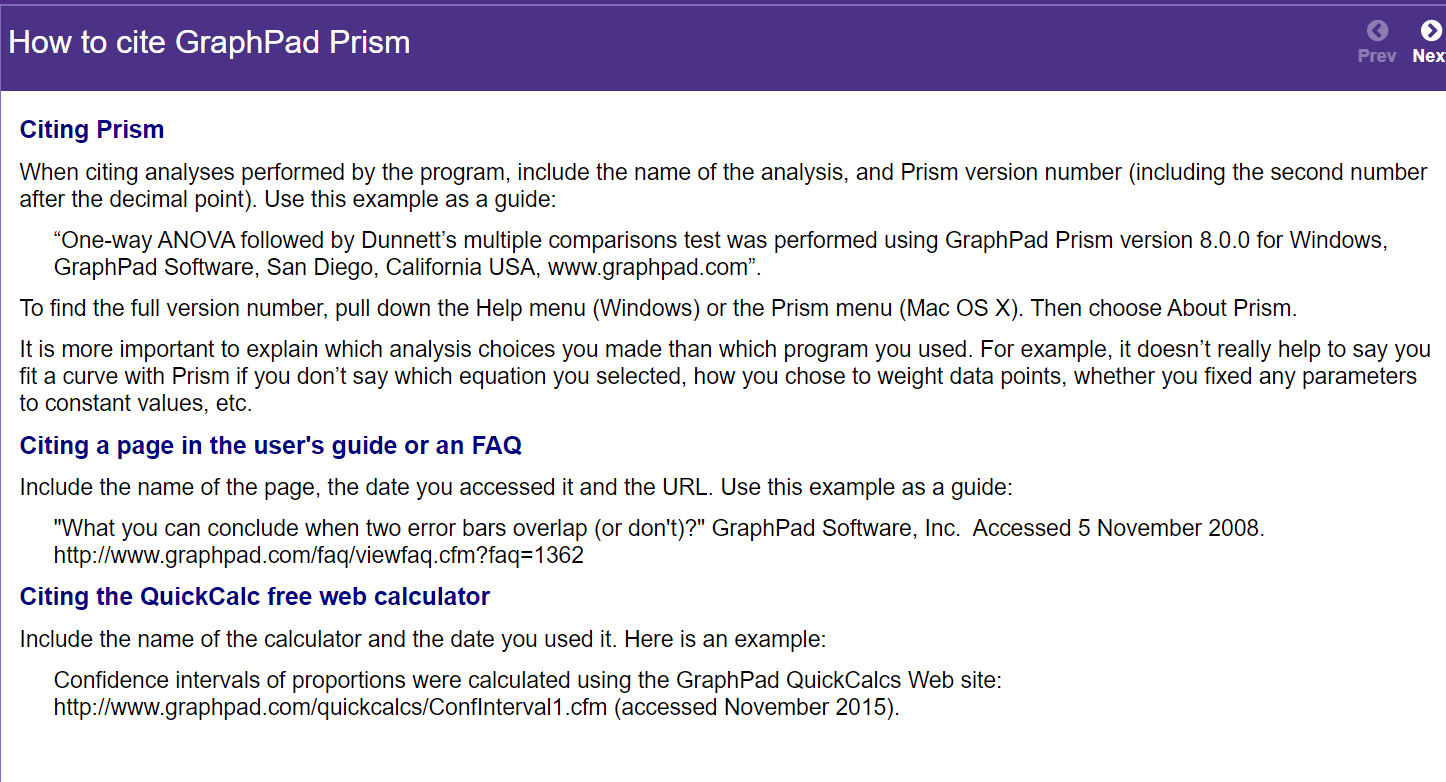 How to cite GraphPad Prism
Prev
Next
Citing Prism
When citing analyses performed by the program, include the name of the analysis, and Prism version number (including the second number
after the decimal point). Use this example as a guide:
“One-way ANOVA followed by Dunnett’s multiple comparisons test was performed using GraphPad Prism version 8.0.0 for Windows,
GraphPad Software, San Diego, California USA, www.graphpad.com”.
To find the full version number, pull down the Help menu (Windows) or the Prism menu (Mac OS X). Then choose About Prism.
It is more important to explain which analysis choices you made than which program you used. For example, it doesn’t really help to say you
fit a curve with Prism if you don’t say which equation you selected, how you chose to weight data points, whether you fixed any parameters
to constant values, etc.
Citing a page in the user's guide or an FAQ
Include the name of the page, the date you accessed it and the URL. Use this example as a guide:
"What you can conclude when two error bars overlap (or don't)?" GraphPad Software, Inc.  Accessed 5 November 2008.
http://www.graphpad.com/faq/viewfaq.cfm?faq=1362
Citing the QuickCalc free web calculator
Include the name of the calculator and the date you used it. Here is an example:
Confidence intervals of proportions were calculated using the GraphPad QuickCalcs Web site:
http://www.graphpad.com/quickcalcs/ConfInterval1.cfm (accessed November 2015).